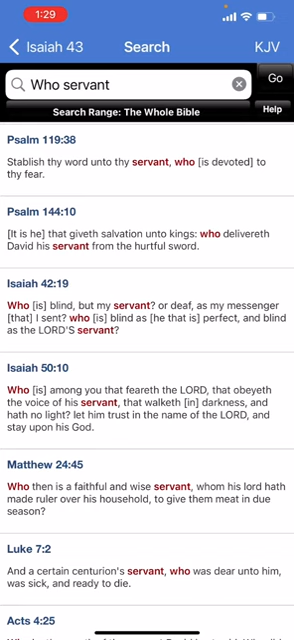 1:29
Isaiah 43
Search
KJV
Who servant
Go
Search Range: The Whole Bible
Help
Psalm 119:38
Stablish thy word unto thy servant, who [is devoted] to
thy fear.
Psalm 144:10
[It is he] that giveth salvation unto kings: who delivereth
David his servant from the hurtful sword.
Isaiah 42:19
Who [is] blind, but my servant? or deaf, as my messenger
[that] I sent? who [is] blind as [he that is] perfect, and blind
as the LORD'S servant?
Isaiah 50:10
Who [is] among you that feareth the LORD, that obeyeth
the voice of his servant, that walketh [in] darkness, and
hath no light? let him trust in the name of the LORD, and
stay upon his God.
Matthew 24:45
Who then is a faithful and wise servant, whom his lord hath
made ruler over his household, to give them meat in due
season?
Luke 7:2
And a certain centurion's servant, who was dear unto him,
was sick, and ready to die.
Acts 4:25